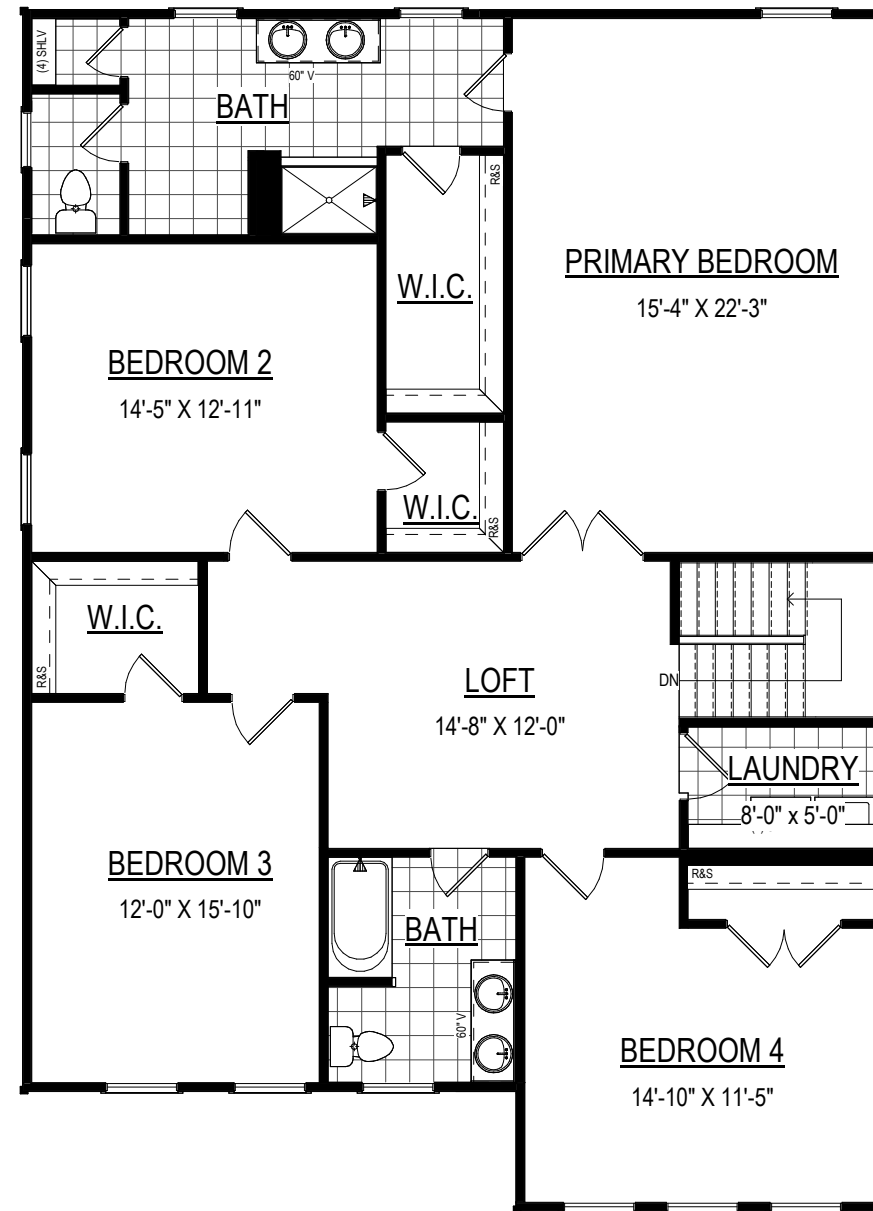 (4) SHLV
60" V
BATH
R&S
W.I.C.
PRIMARY BEDROOM
15'-4" X 22'-3"
BEDROOM 2
14'-5" X 12'-11"
W.I.C.
R&S
W.I.C.
R&S
LOFT
14'-8" X 12'-0"
DN
LAUNDRY
8'-0" x 5'-0"
BEDROOM 3
12'-0" X 15'-10"
BATH
60" V
R&S
BEDROOM 4
14'-10" X 11'-5"